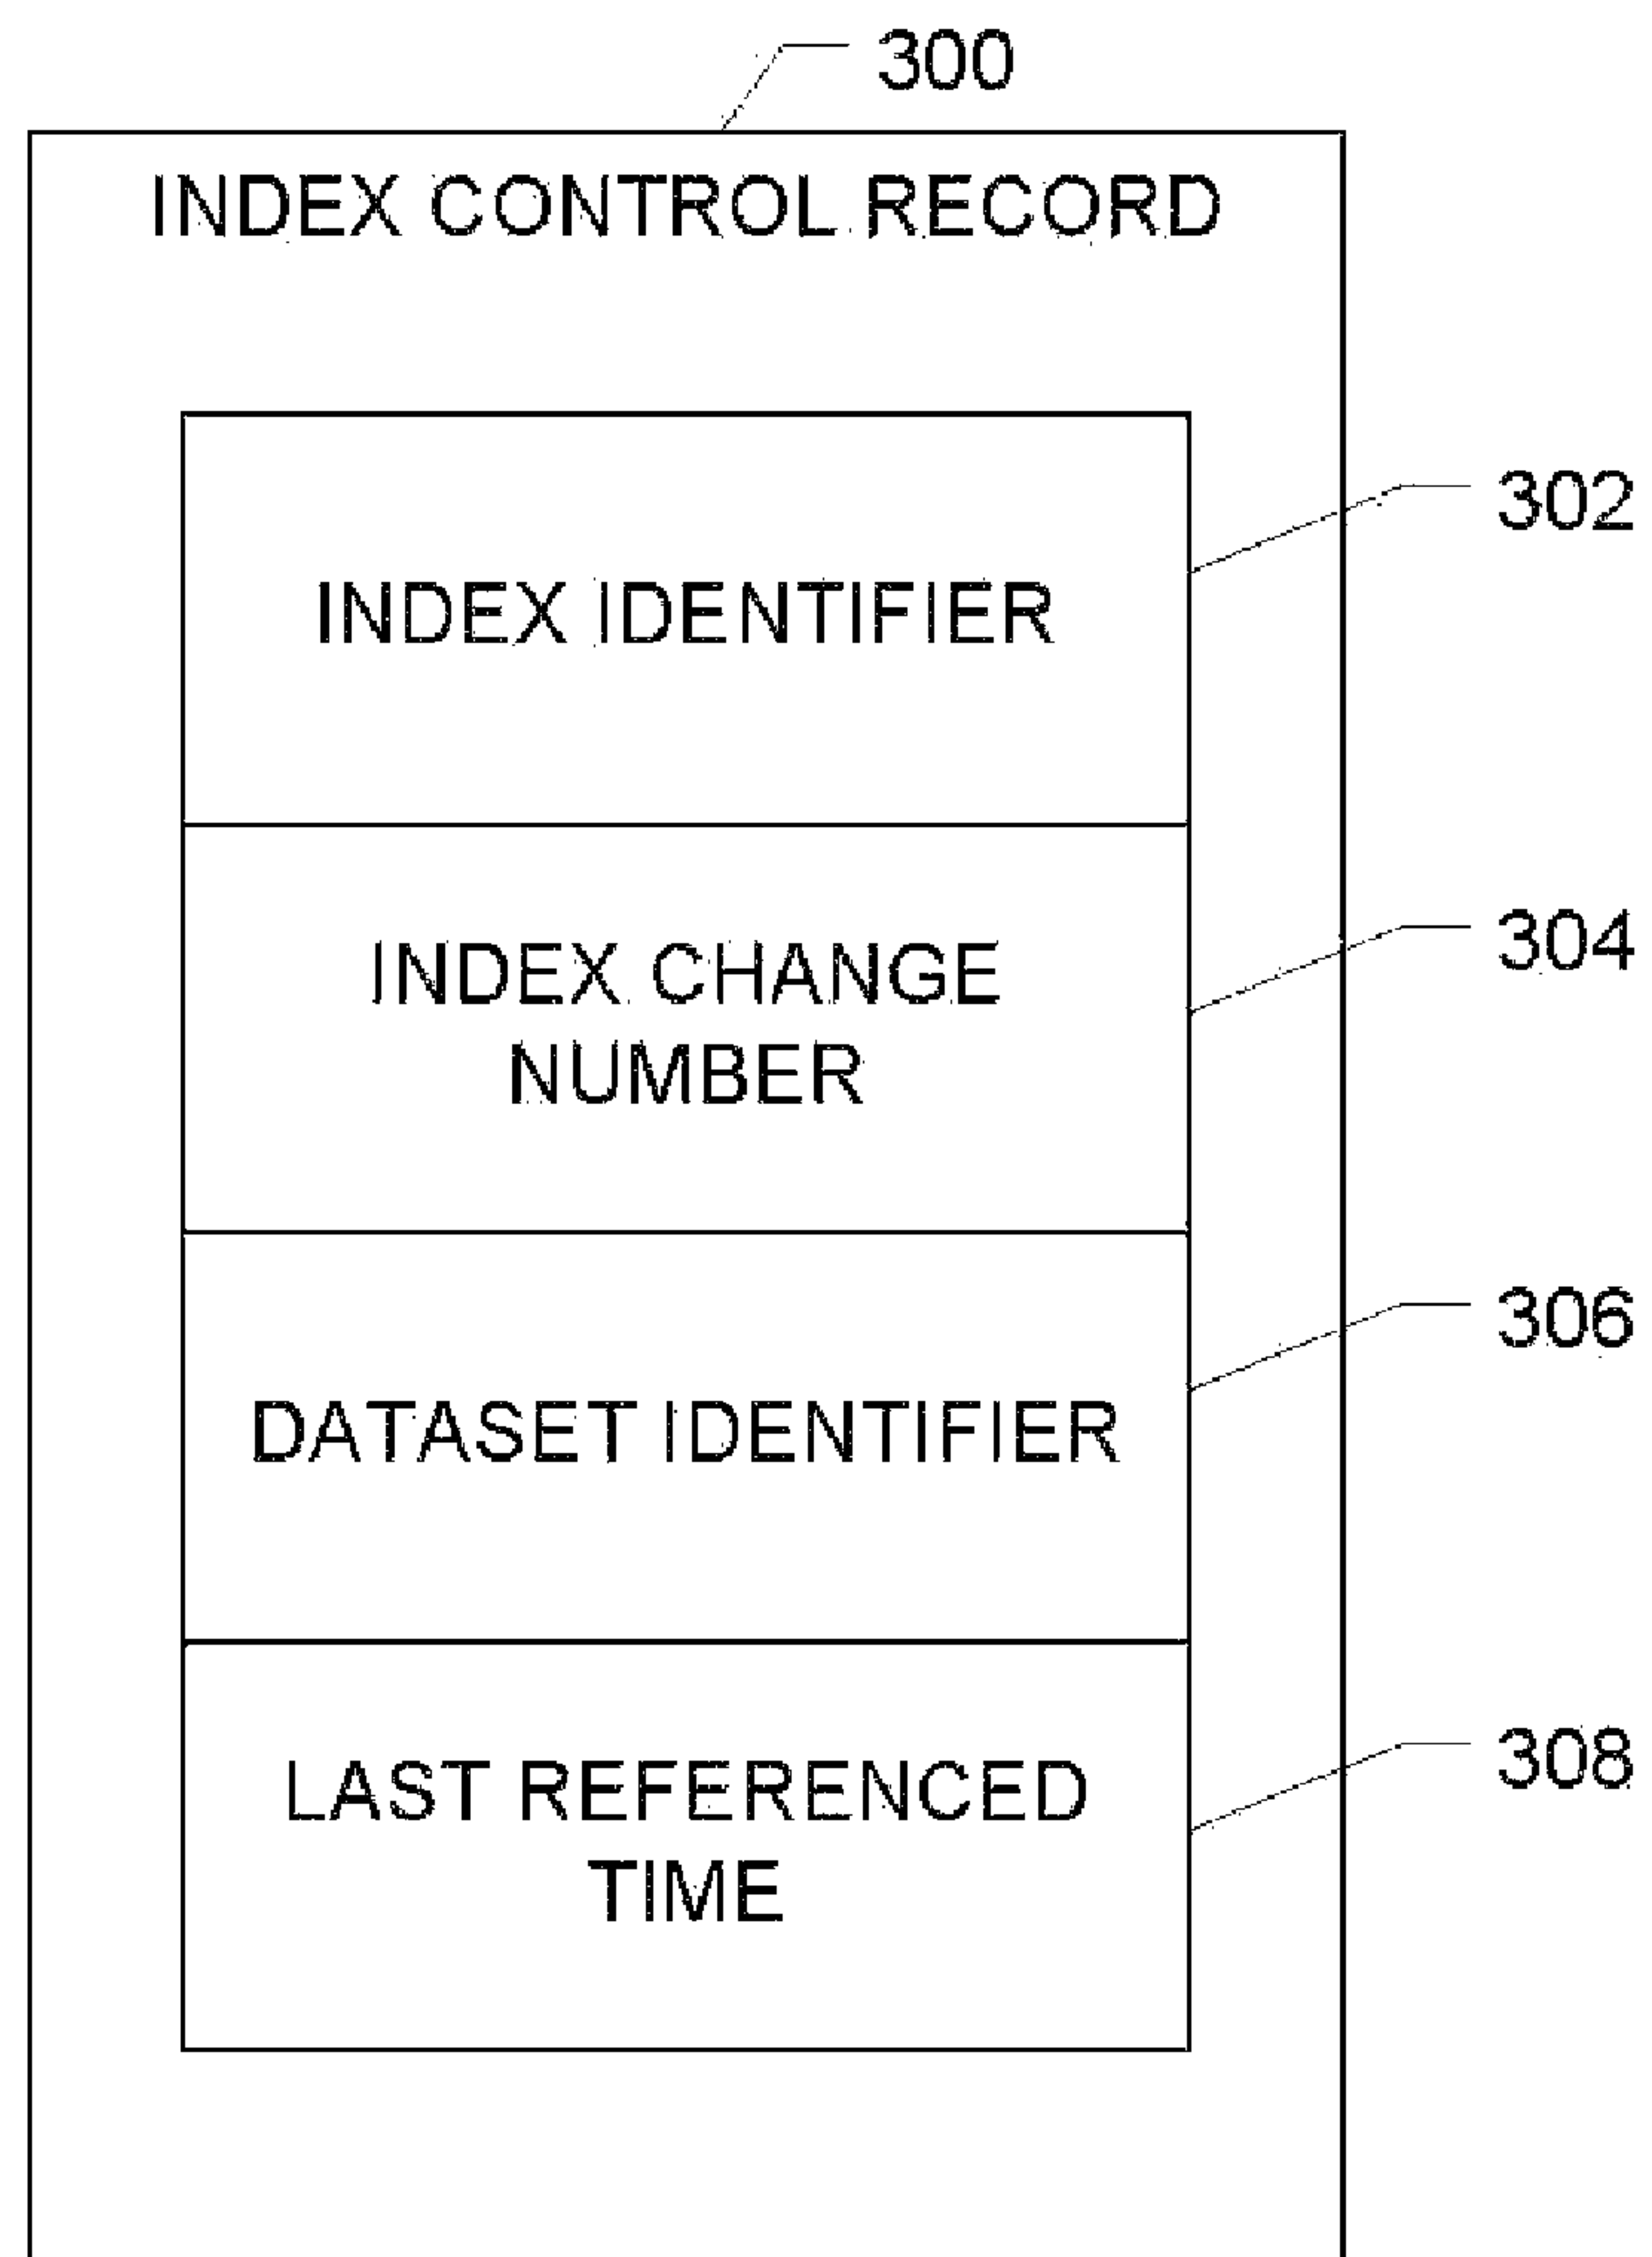 300
INDEX CONTROL RECORD
302
INDEX IDENTIFIER
304
INDEX CHANGE
NUMBER
306
DATASET IDENTIFIER
308
LAST REFERENCED
TIME